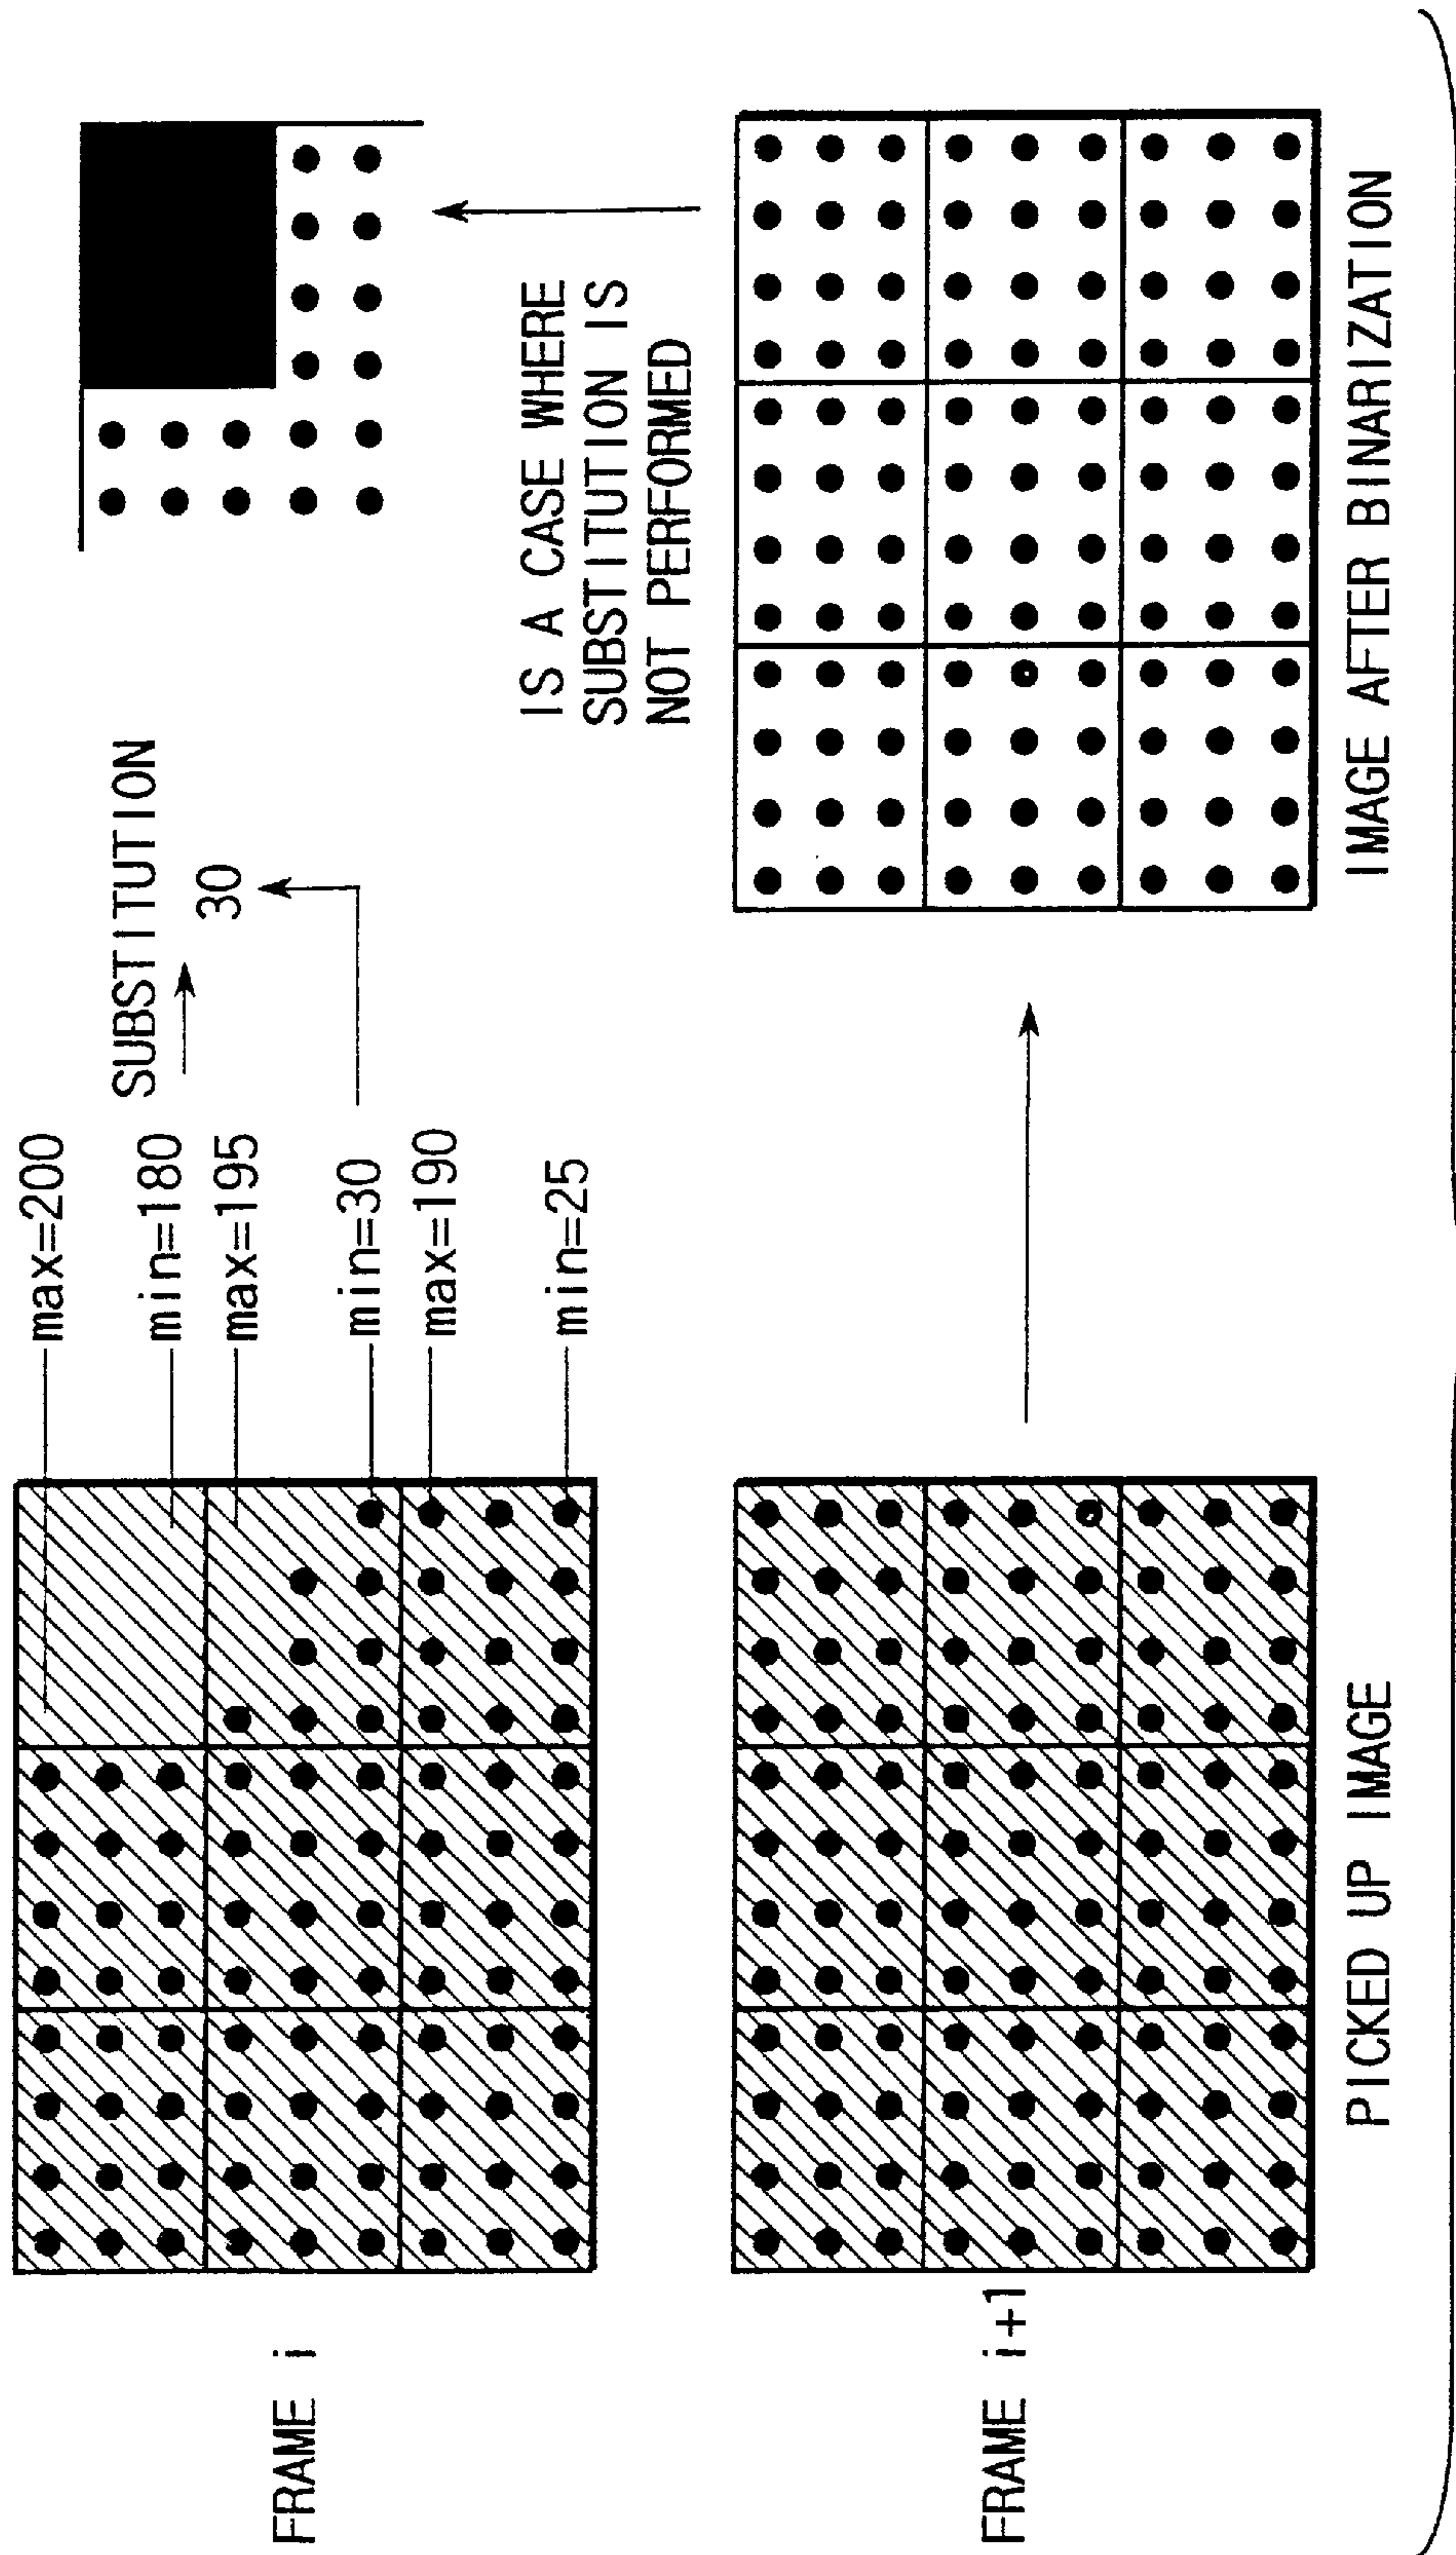 FRAME i
max=200
SUBSTITUTION
min=180
30
max=195
min=30
max=190
min=25
IS A CASE WHERE
SUBSTITUTION IS
NOT PERFORMED
FRAME i+1
PICKED UP IMAGE
IMAGE AFTER BINARIZATION